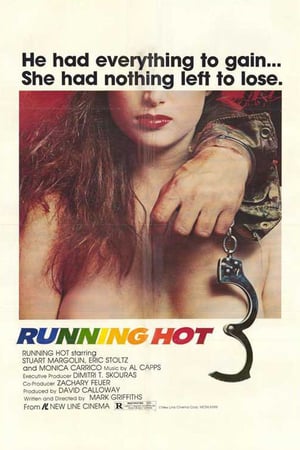 He had everything to gain...
She had nothing left to lose.
RUNNING HOT
RUNNING HOT starring
STUART MARGOLIN, ERIC STOLTZ
and MONICA CARRICO Music by AL CAPPS
Executive Producer DIMITRI T. SKOURAS
Co-Producer ZACHARY FEUER
Produced by DAVID CALLOWAY
Written and Directed by MARK GRIFFITHS
From NEW LINE CINEMA R RESTRICTED